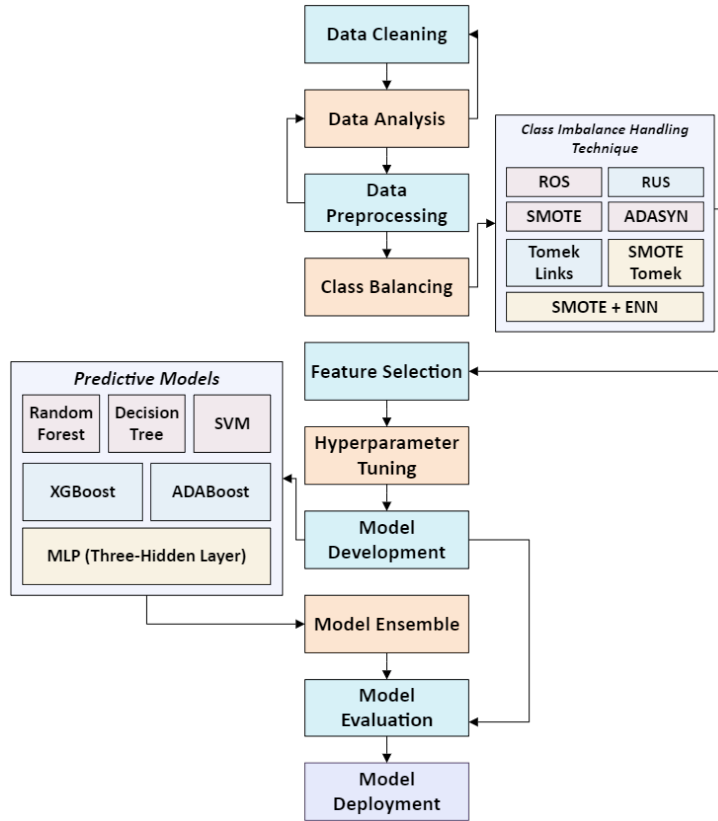 Data Cleaning
Data Analysis
Data
Preprocessing
Class Balancing
Class Imbalance Handling
Technique
ROS
RUS
SMOTE
ADASYN
Tomek
Links
SMOTE
Tomek
SMOTE + ENN
Feature Selection
Hyperparameter
Tuning
Model
Development
Predictive Models
Random
Forest
Decision
Tree
SVM
XGBoost
ADABoost
MLP (Three-Hidden Layer)
Model Ensemble
Model
Evaluation
Model
Deployment